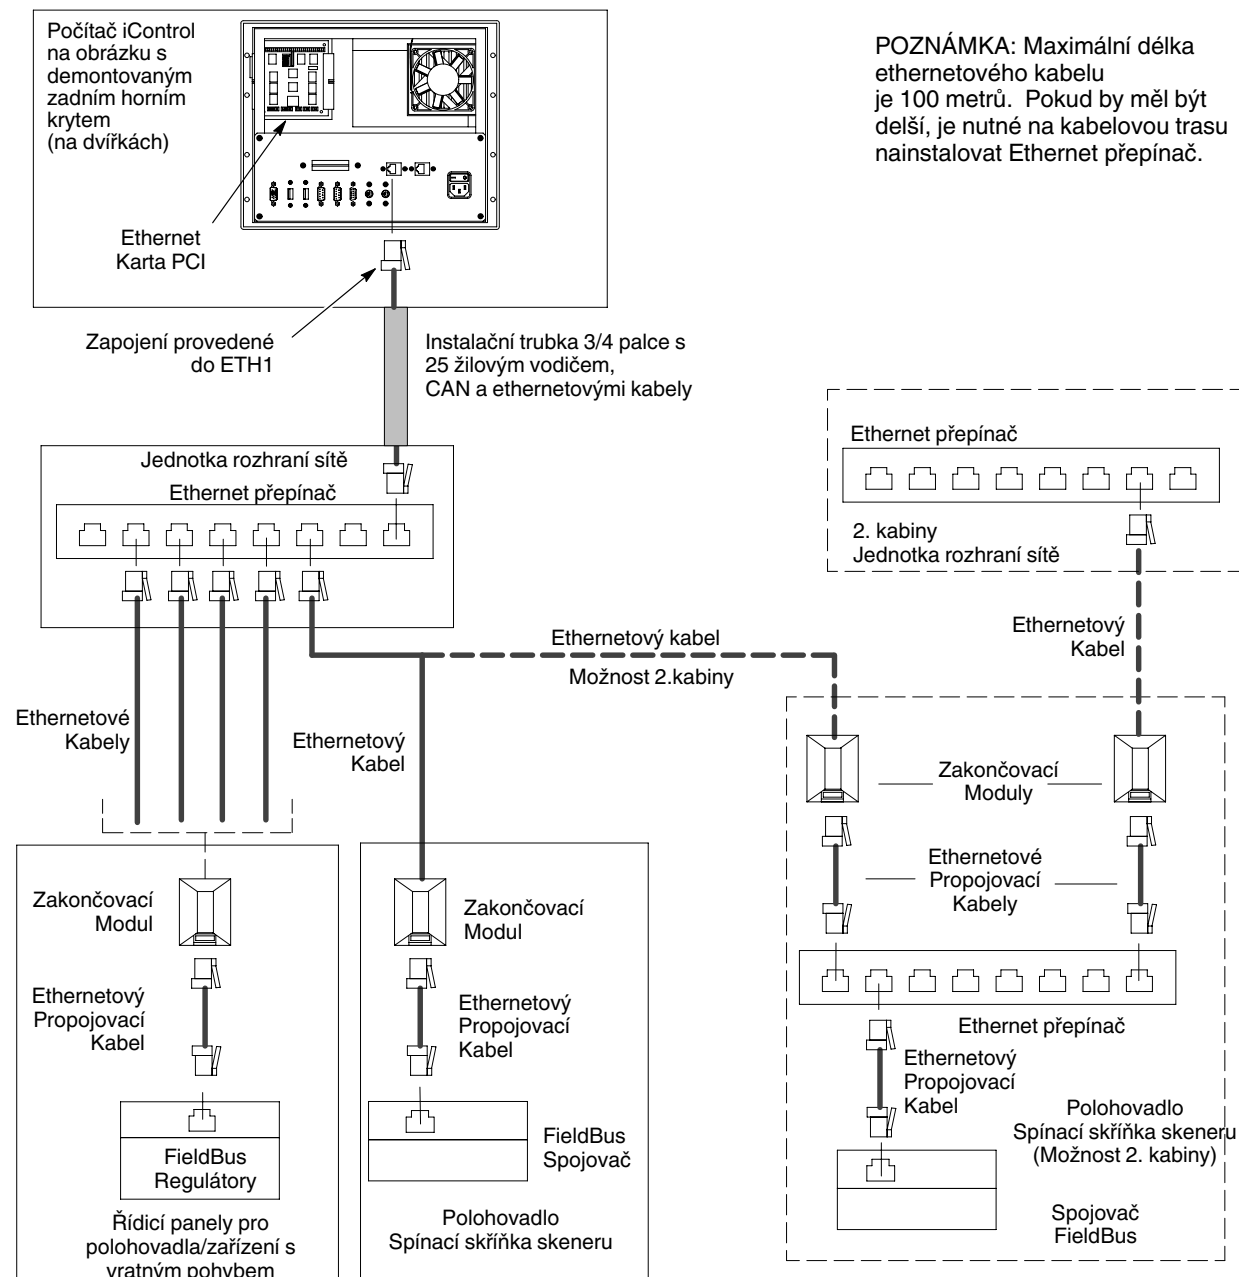 Počítač iControl
na obrázku s
demontovaným
zadním horním
krytem
(na dvířkách)
POZNÁMKA: Maximální délka
ethernetového kabelu
je 100 metrů. Pokud by měl být
delší, je nutné na kabelovou trasu
nainstalovat Ethernet přepínač.
Ethernet
Karta PCI
Zapojení provedené
do ETH1
Instalační trubka 3/4 palce s
25 žilovým vodičem,
CAN a ethernetovými kabely
Jednotka rozhraní sítě
Ethernet přepínač
Ethernet přepínač
2. kabiny
Jednotka rozhraní sítě
Ethernetový kabel
Možnost 2.kabiny
Ethernetový
Kabel
Ethernetové
Kabely
Ethernetový
Kabel
Zakončovací
Moduly
Ethernetové
Propojovací
Kabely
Zakončovací
Modul
Zakončovací
Modul
Ethernetový
Propojovací
Kabel
Ethernetový
Propojovací
Kabel
Ethernet přepínač
Ethernetový
Propojovací
Kabel
FieldBus
Regulátory
FieldBus
Spojovač
Polohovadlo
Spínací skříňka skeneru
(Možnost 2. kabiny)
Řídicí panely pro
polohovadla/zařízení s
vratným pohybem
Polohovadlo
Spínací skříňka skeneru
Spojovač
FieldBus